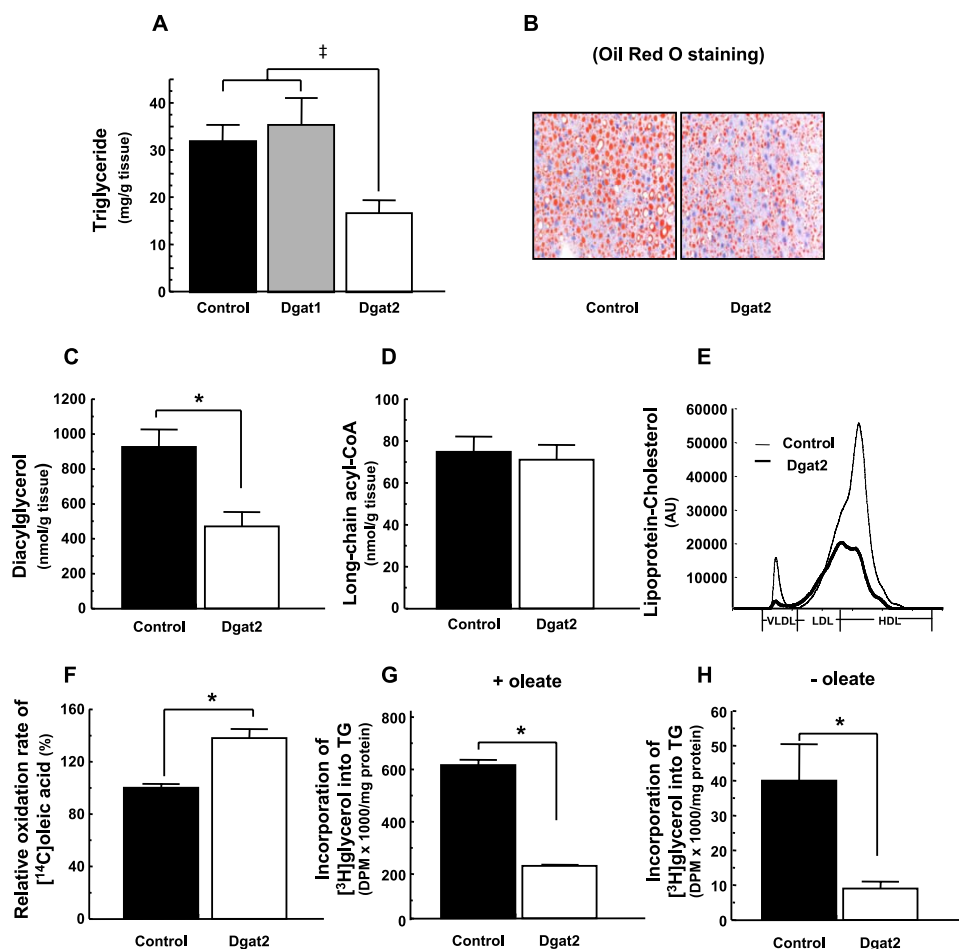 A
‡
Triglyceride
(mg/g tissue)
40
30
20
10
0
Control Dgat1 Dgat2
B
(Oil Red O staining)
Control Dgat2
C
*
Diacylglycerol
(nmol/g tissue)
1200
1000
800
600
400
200
0
Control Dgat2
D
Long-chain acyl-CoA
(nmol/g tissue)
100
80
60
40
20
0
Control Dgat2
E
Lipoprotein-Cholesterol
(AU)
60000
50000
40000
30000
20000
10000
Control
Dgat2
VLDL LDL HDL
F
*
Relative oxidation rate of
[14C]oleic acid (%)
160
120
80
40
0
Control Dgat2
G
+ oleate
*
Incorporation of
[3H]glycerol into TG
(DPM x 1000/mg protein)
800
600
400
200
0
Control Dgat2
H
- oleate
*
Incorporation of
[3H]glycerol into TG
(DPM x 1000/mg protein)
60
50
40
30
20
10
0
Control Dgat2